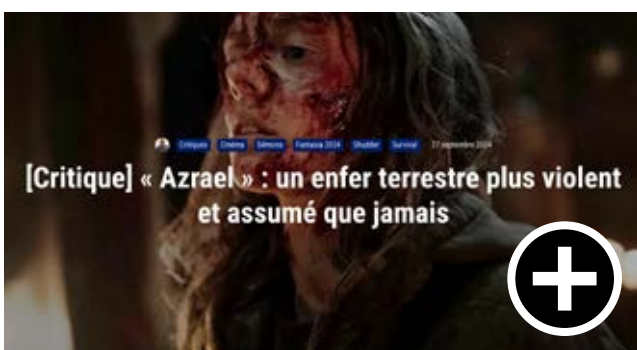 Critiques Cinéma Démons Fantasia 2024 Shudder Survival 27 septembre 2024
[Critique] « Azrael » : un enfer terrestre plus violent
et assumé que jamais